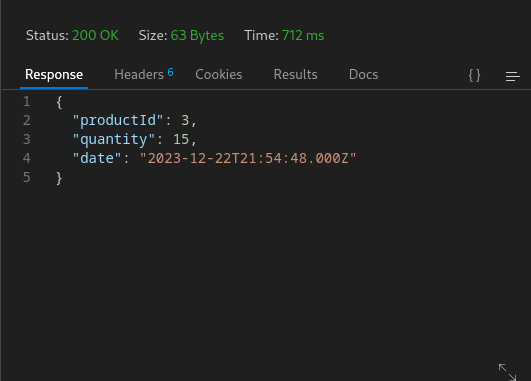 Status: 200 OK Size: 63 Bytes Time: 712 ms
Response Headers 6 Cookies Results Docs {}
1 {
2 "productId": 3,
3 "quantity": 15,
4 "date": "2023-12-22T21:54:48.000Z"
5 }